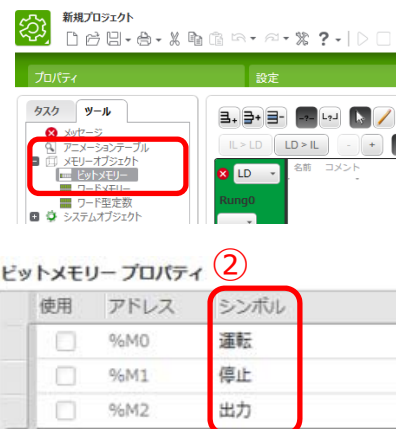 新規プロジェクト
プロパティ 設定
タスク ツール
メッセージ
アニメーションテーブル
メモリーオブジェクト
ビットメモリー
ワードメモリー
ワード型定数
システムオブジェクト
IL > LD LD > IL - +
LD 名前 コメント
Rung0
ビットメモリー プロパティ ②
使用 アドレス シンボル
%M0 運転
%M1 停止
%M2 出力